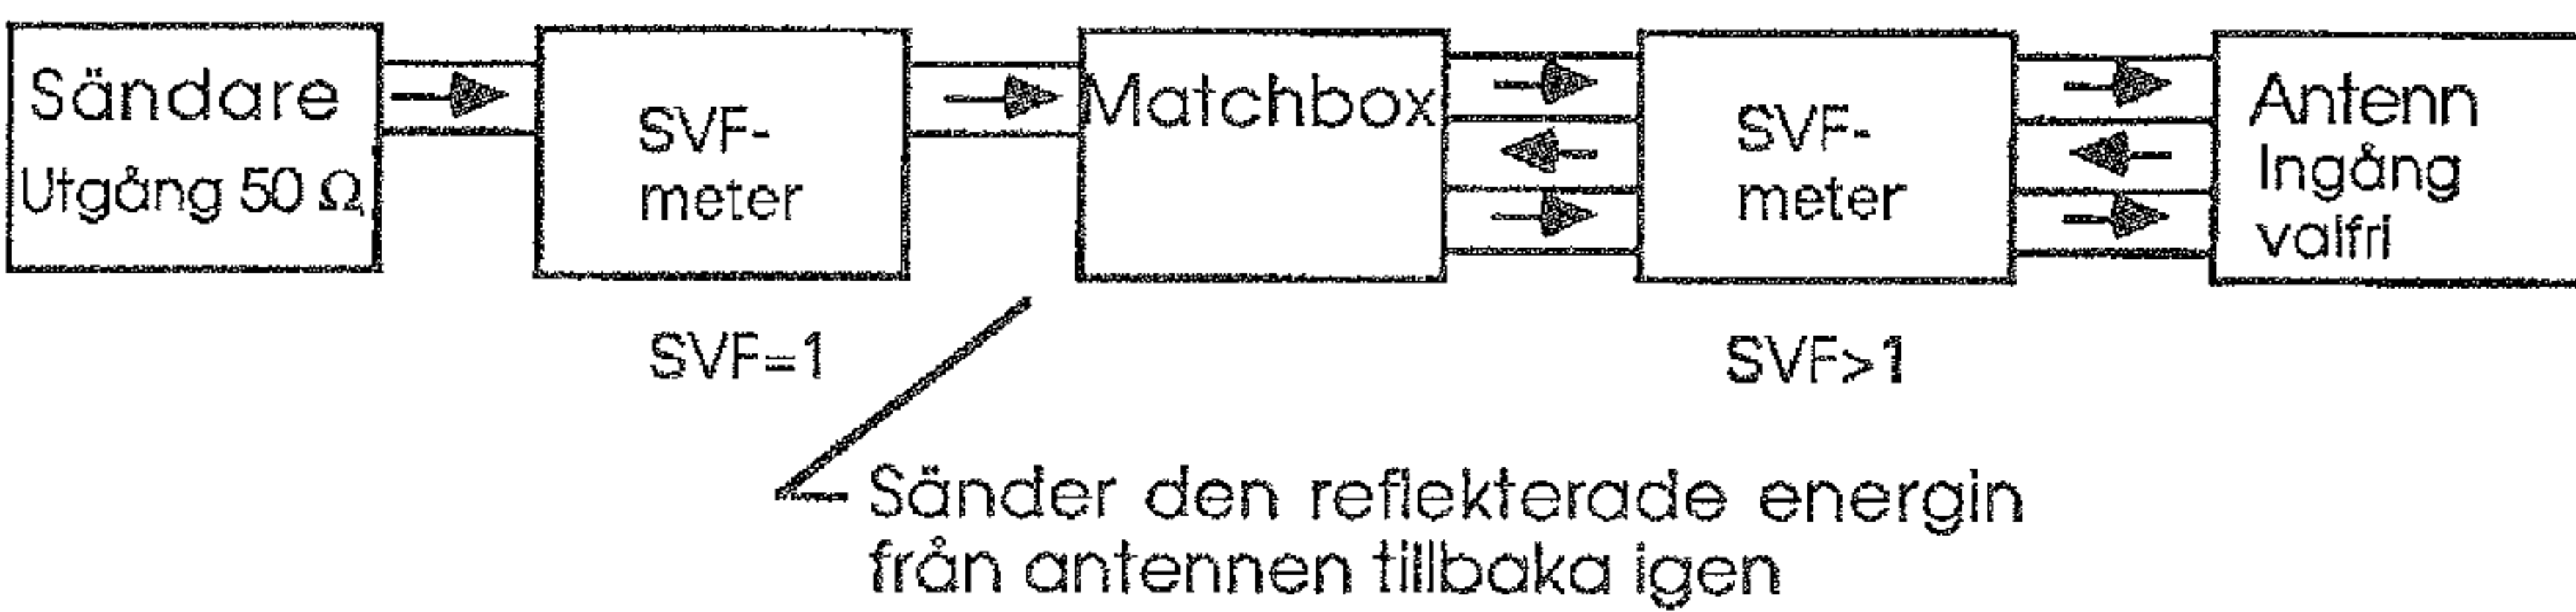 Sändare
Utgång 50 Ω
SVF-
meter
Matchbox
SVF-
meter
Antenn
Ingång
valfri
SVF=1
SVF>1
Sänder den reflekterade energin
från antennen tillbaka igen